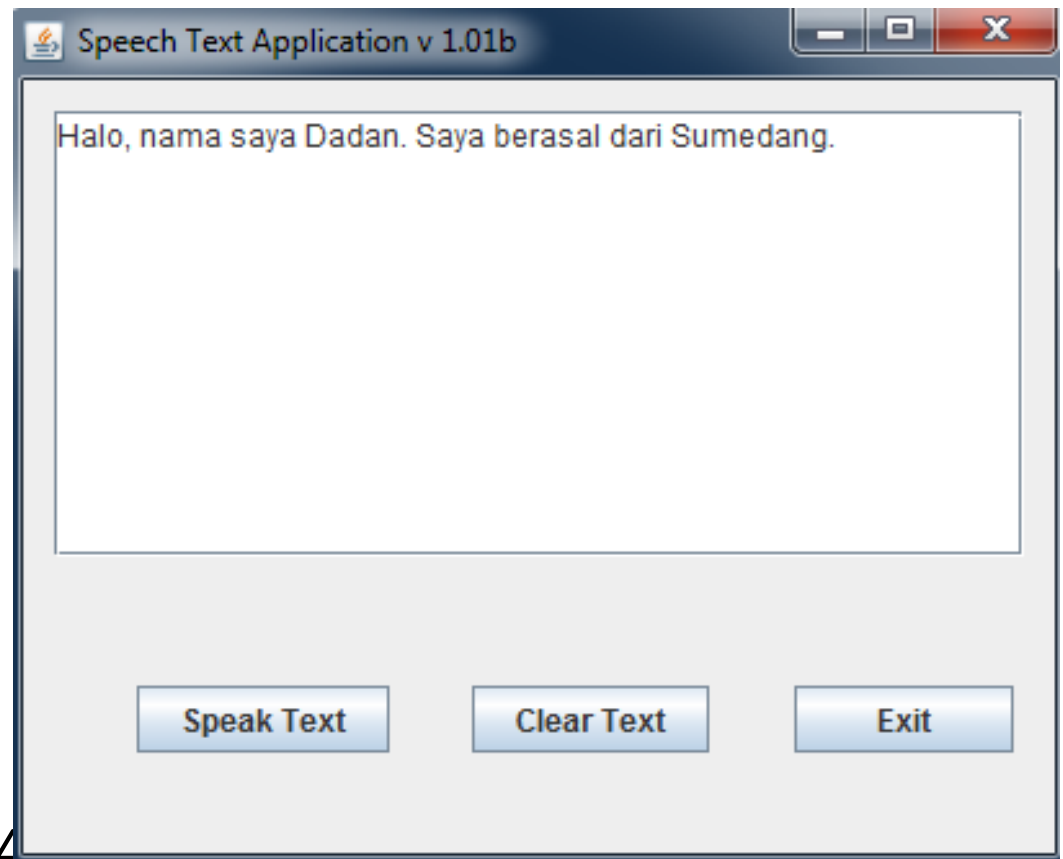 Speech Text Application v 1.01b
Halo, nama saya Dadan. Saya berasal dari Sumedang.
Speak Text Clear Text Exit